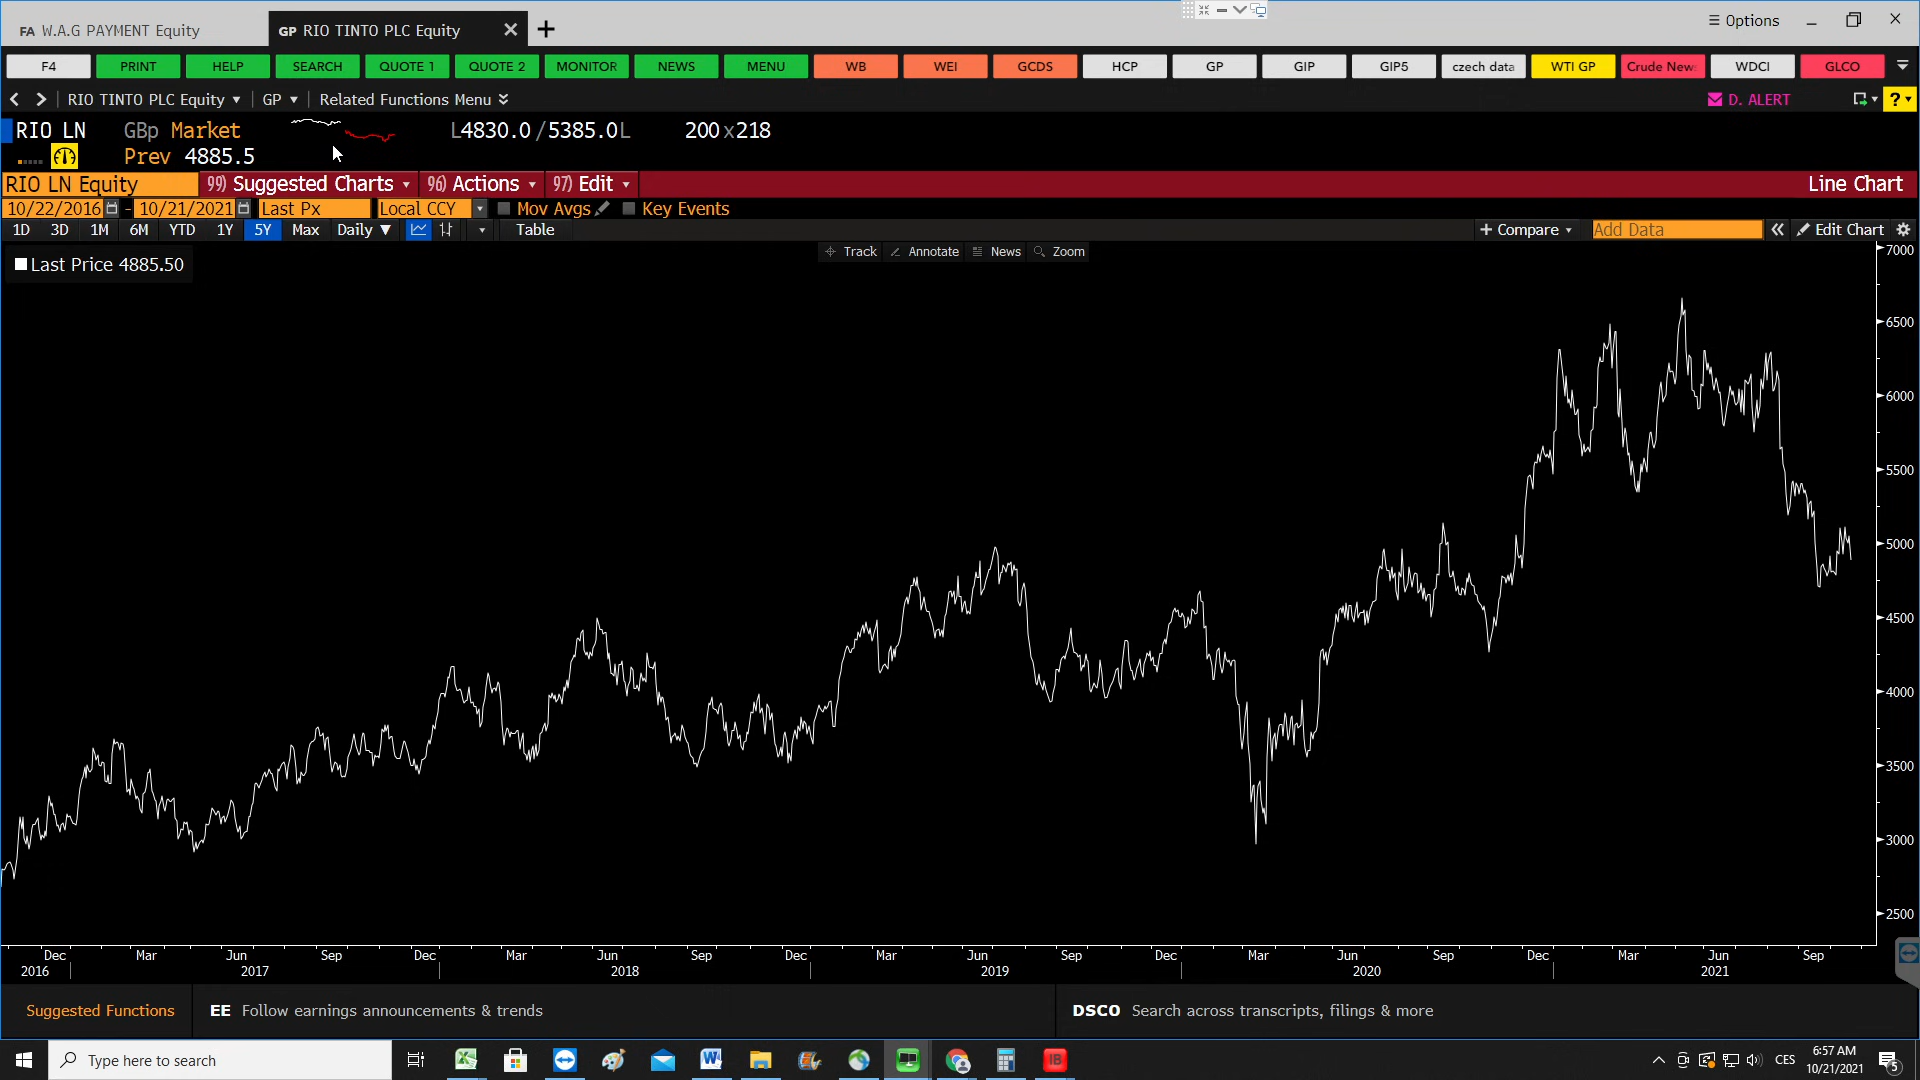 FA W.A.G PAYMENT Equity GP RIO TINTO PLC Equity Options
F4 PRINT HELP SEARCH QUOTE 1 QUOTE 2 MONITOR NEWS MENU WB WEI GCDS HCP GP GIP GIP5 czech data WTI GP Crude New WDCI GLCO
RIO TINTO PLC Equity GP Related Functions Menu D. ALERT ?
RIO LN GBp Market L4830.0 /5385.0L 200x218
Prev 4885.5
RIO LN Equity 99) Suggested Charts 96) Actions 97) Edit Line Chart
10/22/2016 - 10/21/2021 Last Px Local CCY Mov Avgs Key Events
1D 3D 1M 6M YTD 1Y 5Y Max Daily ▼ Table + Compare Add Data « Edit Chart
Track Annotate News Zoom
Last Price 4885.50
7000
6500
6000
5500
5000
4500
4000
3500
3000
2500
Dec Mar Jun Sep Dec Mar Jun Sep Dec Mar Jun Sep Dec Mar Jun Sep Dec Mar Jun Sep
2016 2017 2018 2019 2020 2021
Suggested Functions EE Follow earnings announcements & trends DSCO Search across transcripts, filings & more
Type here to search IB CES 6:57 AM
10/21/2021 5